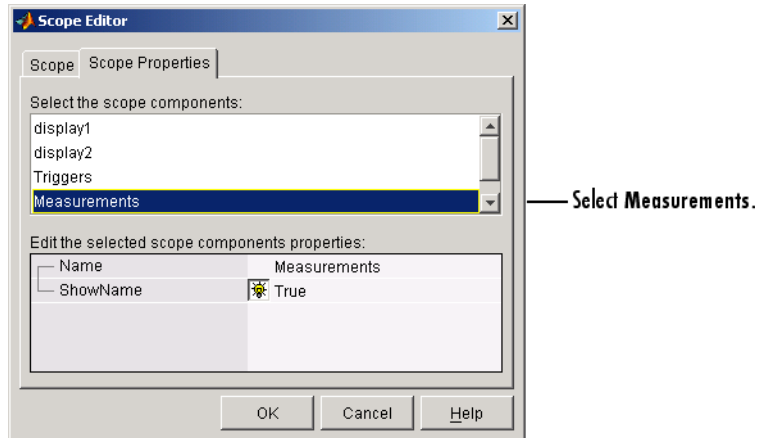 Scope Editor
Scope Scope Properties
Select the scope components:
display1
display2
Triggers
Measurements
Select Measurements.
Edit the selected scope components properties:
Name Measurements
ShowName True
OK Cancel Help